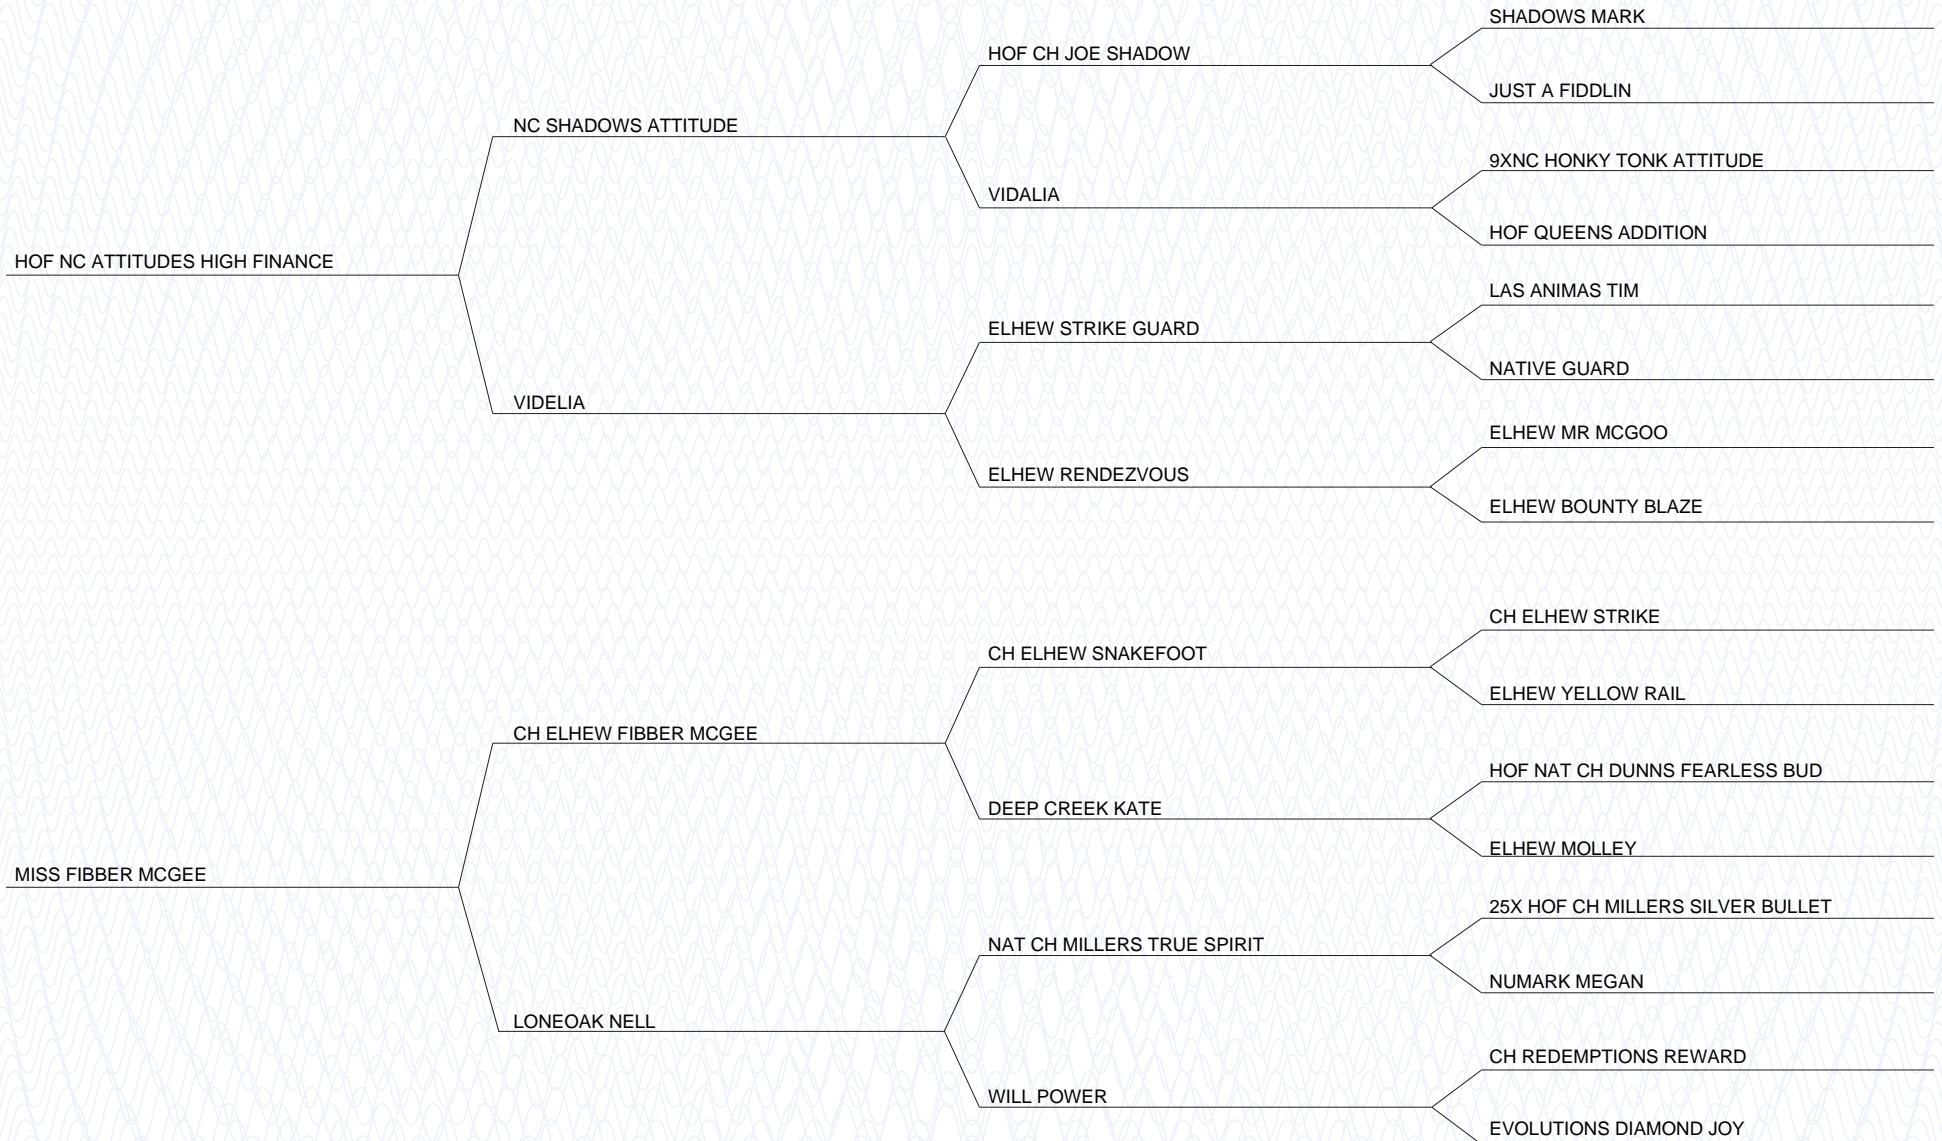 SHADOWS MARK
HOF CH JOE SHADOW
JUST A FIDDLIN
NC SHADOWS ATTITUDE
9XNC HONKY TONK ATTITUDE
VIDALIA
HOF QUEENS ADDITION
HOF NC ATTITUDES HIGH FINANCE
LAS ANIMAS TIM
ELHEW STRIKE GUARD
NATIVE GUARD
VIDELIA
ELHEW MR MCGOO
ELHEW RENDEZVOUS
ELHEW BOUNTY BLAZE
CH ELHEW STRIKE
CH ELHEW SNAKEFOOT
ELHEW YELLOW RAIL
CH ELHEW FIBBER MCGEE
HOF NAT CH DUNNS FEARLESS BUD
DEEP CREEK KATE
ELHEW MOLLEY
MISS FIBBER MCGEE
25X HOF CH MILLERS SILVER BULLET
NAT CH MILLERS TRUE SPIRIT
NUMARK MEGAN
LONEOAK NELL
CH REDEMPTIONS REWARD
WILL POWER
EVOLUTIONS DIAMOND JOY